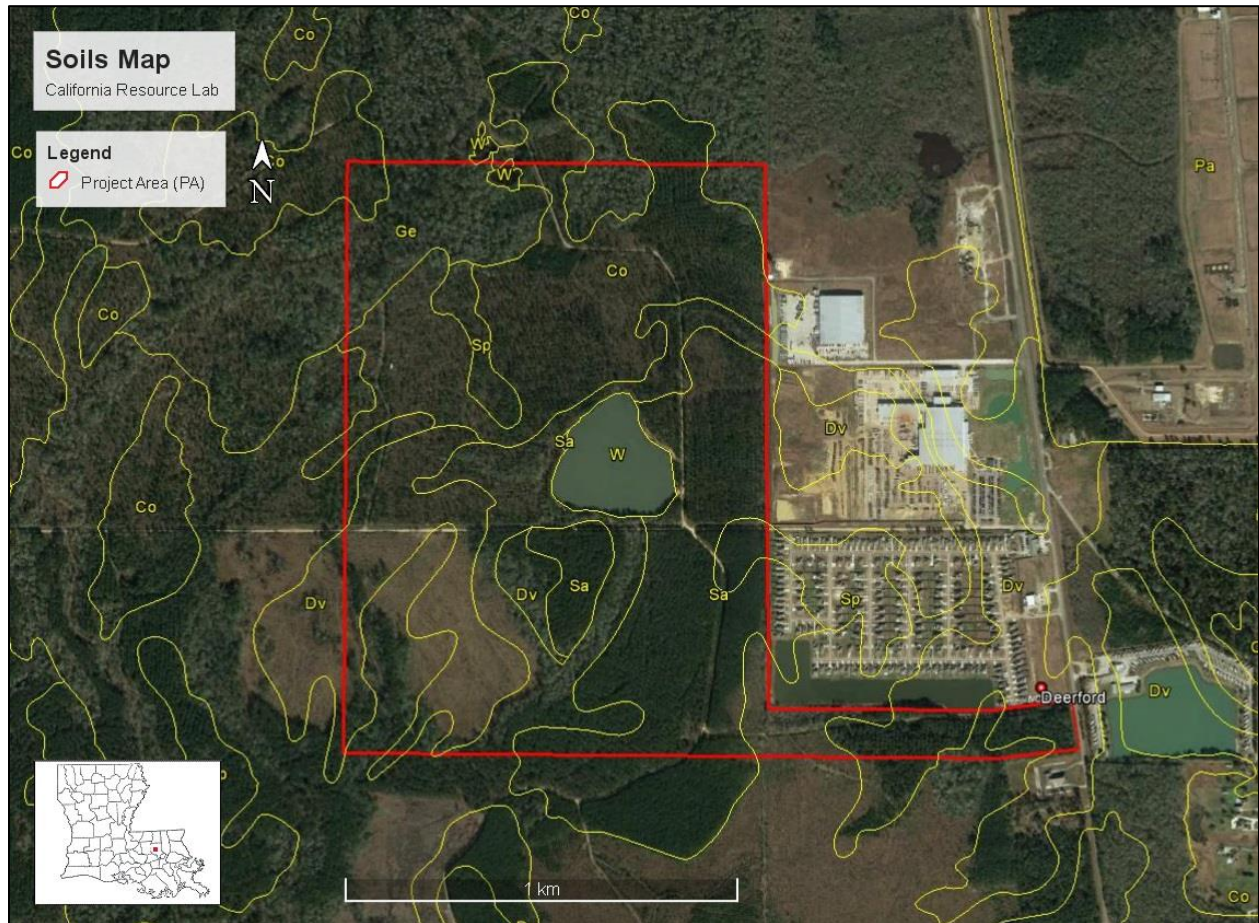 Soils Map
California Resource Lab
Legend
Project Area (PA)
N
Co
Co
Co
Co
W
W
Pa
Ge
Co
Co
Sp
Dv
Sa
W
Co
Dv
Dv
Sa
Sa
Sp
Dv
Deerford
Dv
1 km
Co